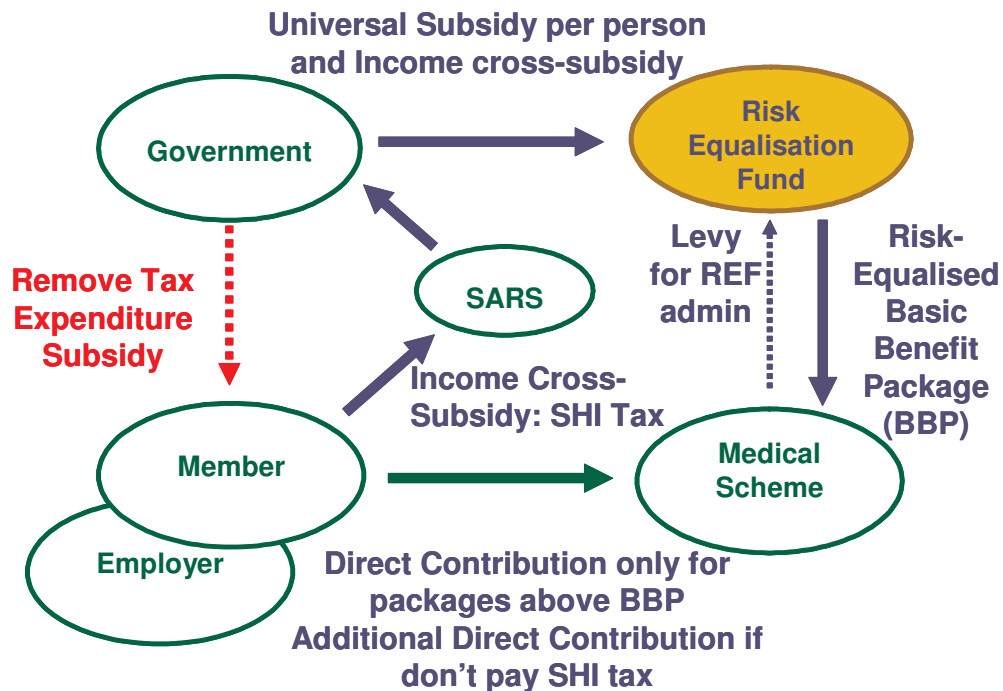 Universal Subsidy per person
and Income cross-subsidy
Government
Risk
Equalisation
Fund
Remove Tax
Expenditure
Subsidy
SARS
Levy
for REF
admin
Risk-
Equalised
Basic
Benefit
Package
(BBP)
Income Cross-
Subsidy: SHI Tax
Member
Medical
Scheme
Employer
Direct Contribution only for
packages above BBP
Additional Direct Contribution if
don’t pay SHI tax